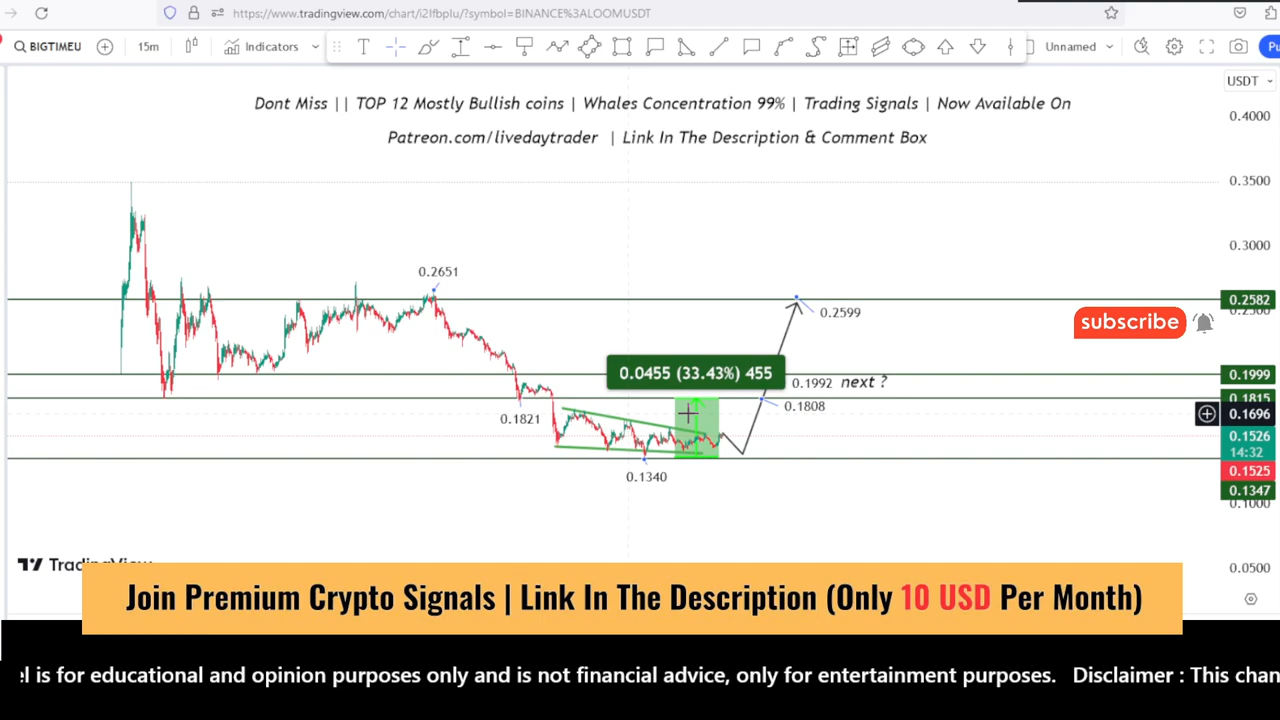 https://www.tradingview.com/chart/i2lfbplu/?symbol=BINANCE%3ALOOMUSDT
BIGTIMEU
15m
Indicators
Unnamed
Pu
USDT
Dont Miss || TOP 12 Mostly Bullish coins | Whales Concentration 99% | Trading Signals | Now Available On
Patreon.com/livedaytrader | Link In The Description & Comment Box
0.4000
0.3500
0.3000
0.2651
0.2582
0.2500
0.2599
subscribe
0.0455 (33.43%) 455
0.1992 next ?
0.1999
0.1815
0.1808
0.1821
0.1696
0.1526
14:32
0.1525
0.1340
0.1347
0.1000
TradingView
0.0500
Join Premium Crypto Signals | Link In The Description (Only 10 USD Per Month)
el is for educational and opinion purposes only and is not financial advice, only for entertainment purposes. Disclaimer : This chan